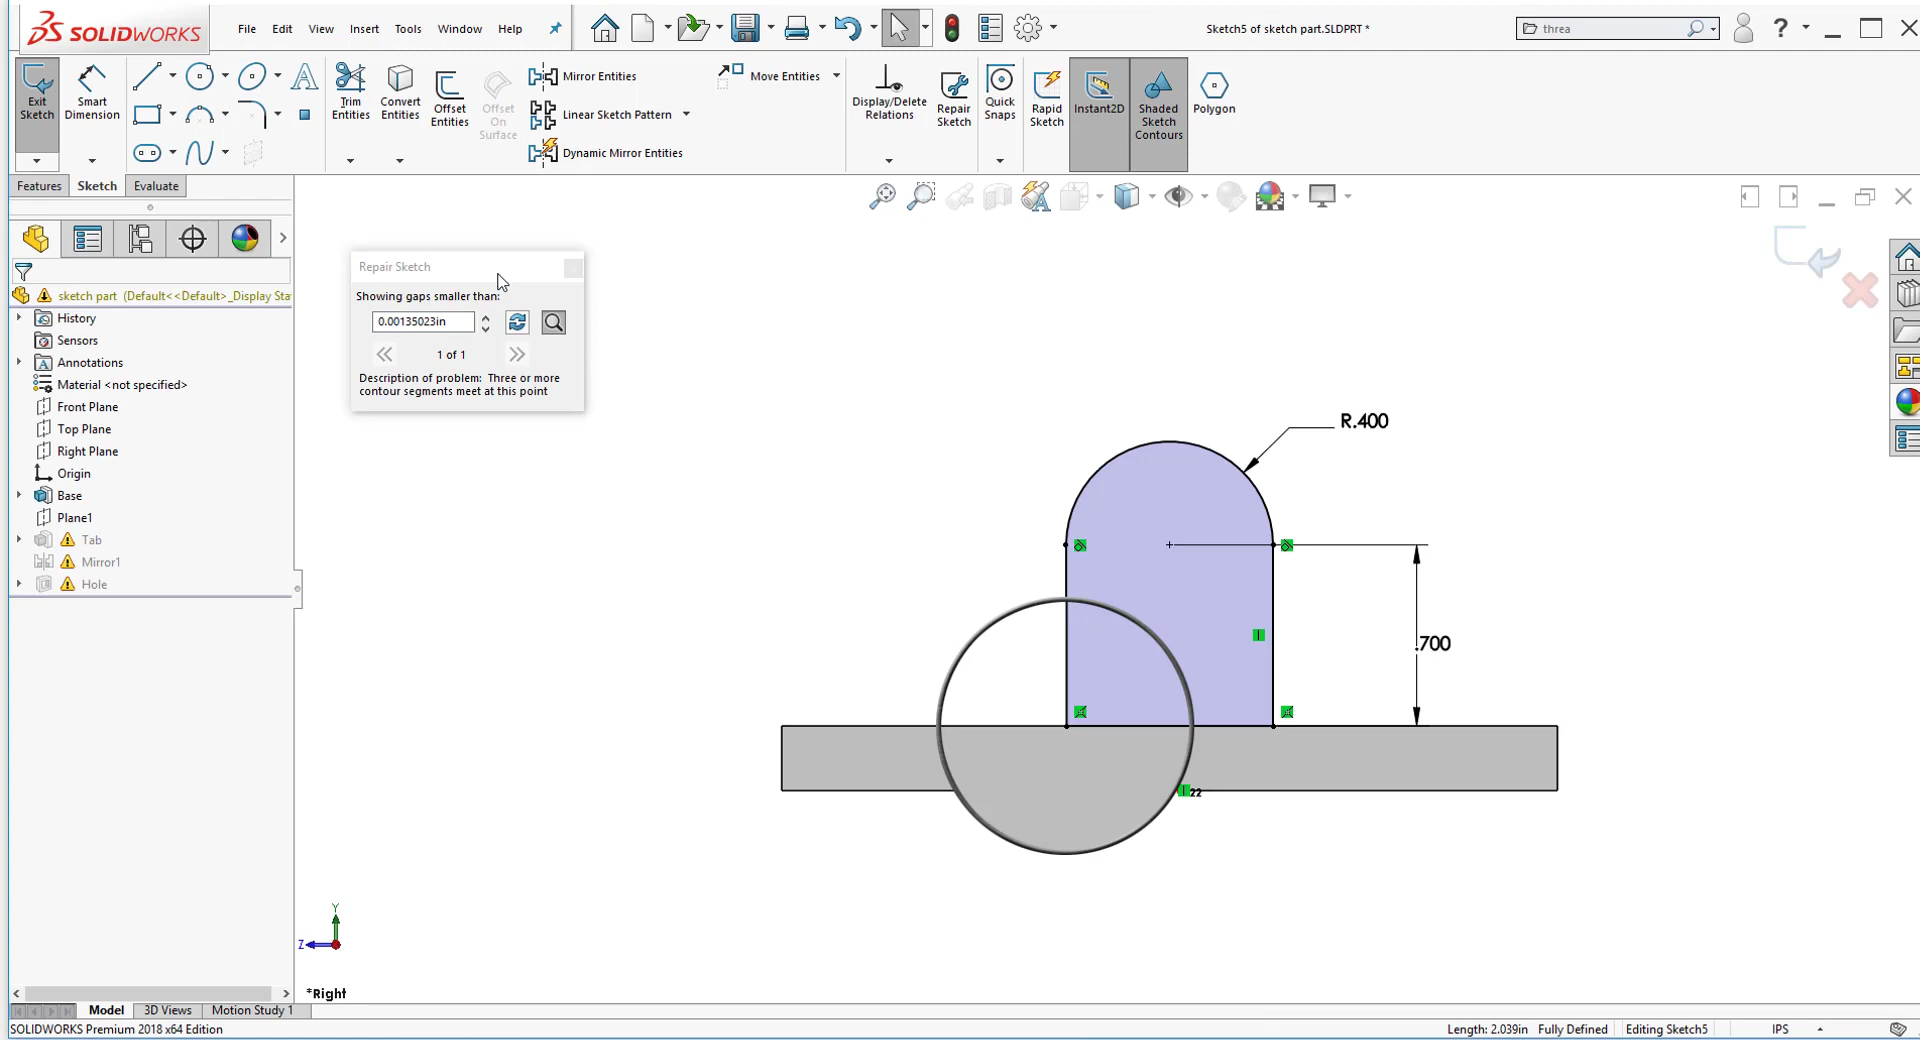 SOLIDWORKS
File Edit View Insert Tools Window Help
Sketch5 of sketch part.SLDPRT *
threa
Exit Sketch
Smart Dimension
Trim Entities
Convert Entities
Offset Entities
Offset On Surface
Mirror Entities
Linear Sketch Pattern
Dynamic Mirror Entities
Move Entities
Display/Delete Relations
Repair Sketch
Quick Snaps
Rapid Sketch
Instant2D
Shaded Sketch Contours
Polygon
Features Sketch Evaluate
sketch part (Default<<Default>_Display Sta
History
Sensors
Annotations
Material <not specified>
Front Plane
Top Plane
Right Plane
Origin
Base
Plane1
Tab
Mirror1
Hole
Repair Sketch
Showing gaps smaller than:
0.00135023in
1 of 1
Description of problem: Three or more
contour segments meet at this point
R.400
.700
22
Y
Z
*Right
Model 3D Views Motion Study 1
SOLIDWORKS Premium 2018 x64 Edition
Length: 2.039in Fully Defined Editing Sketch5 IPS